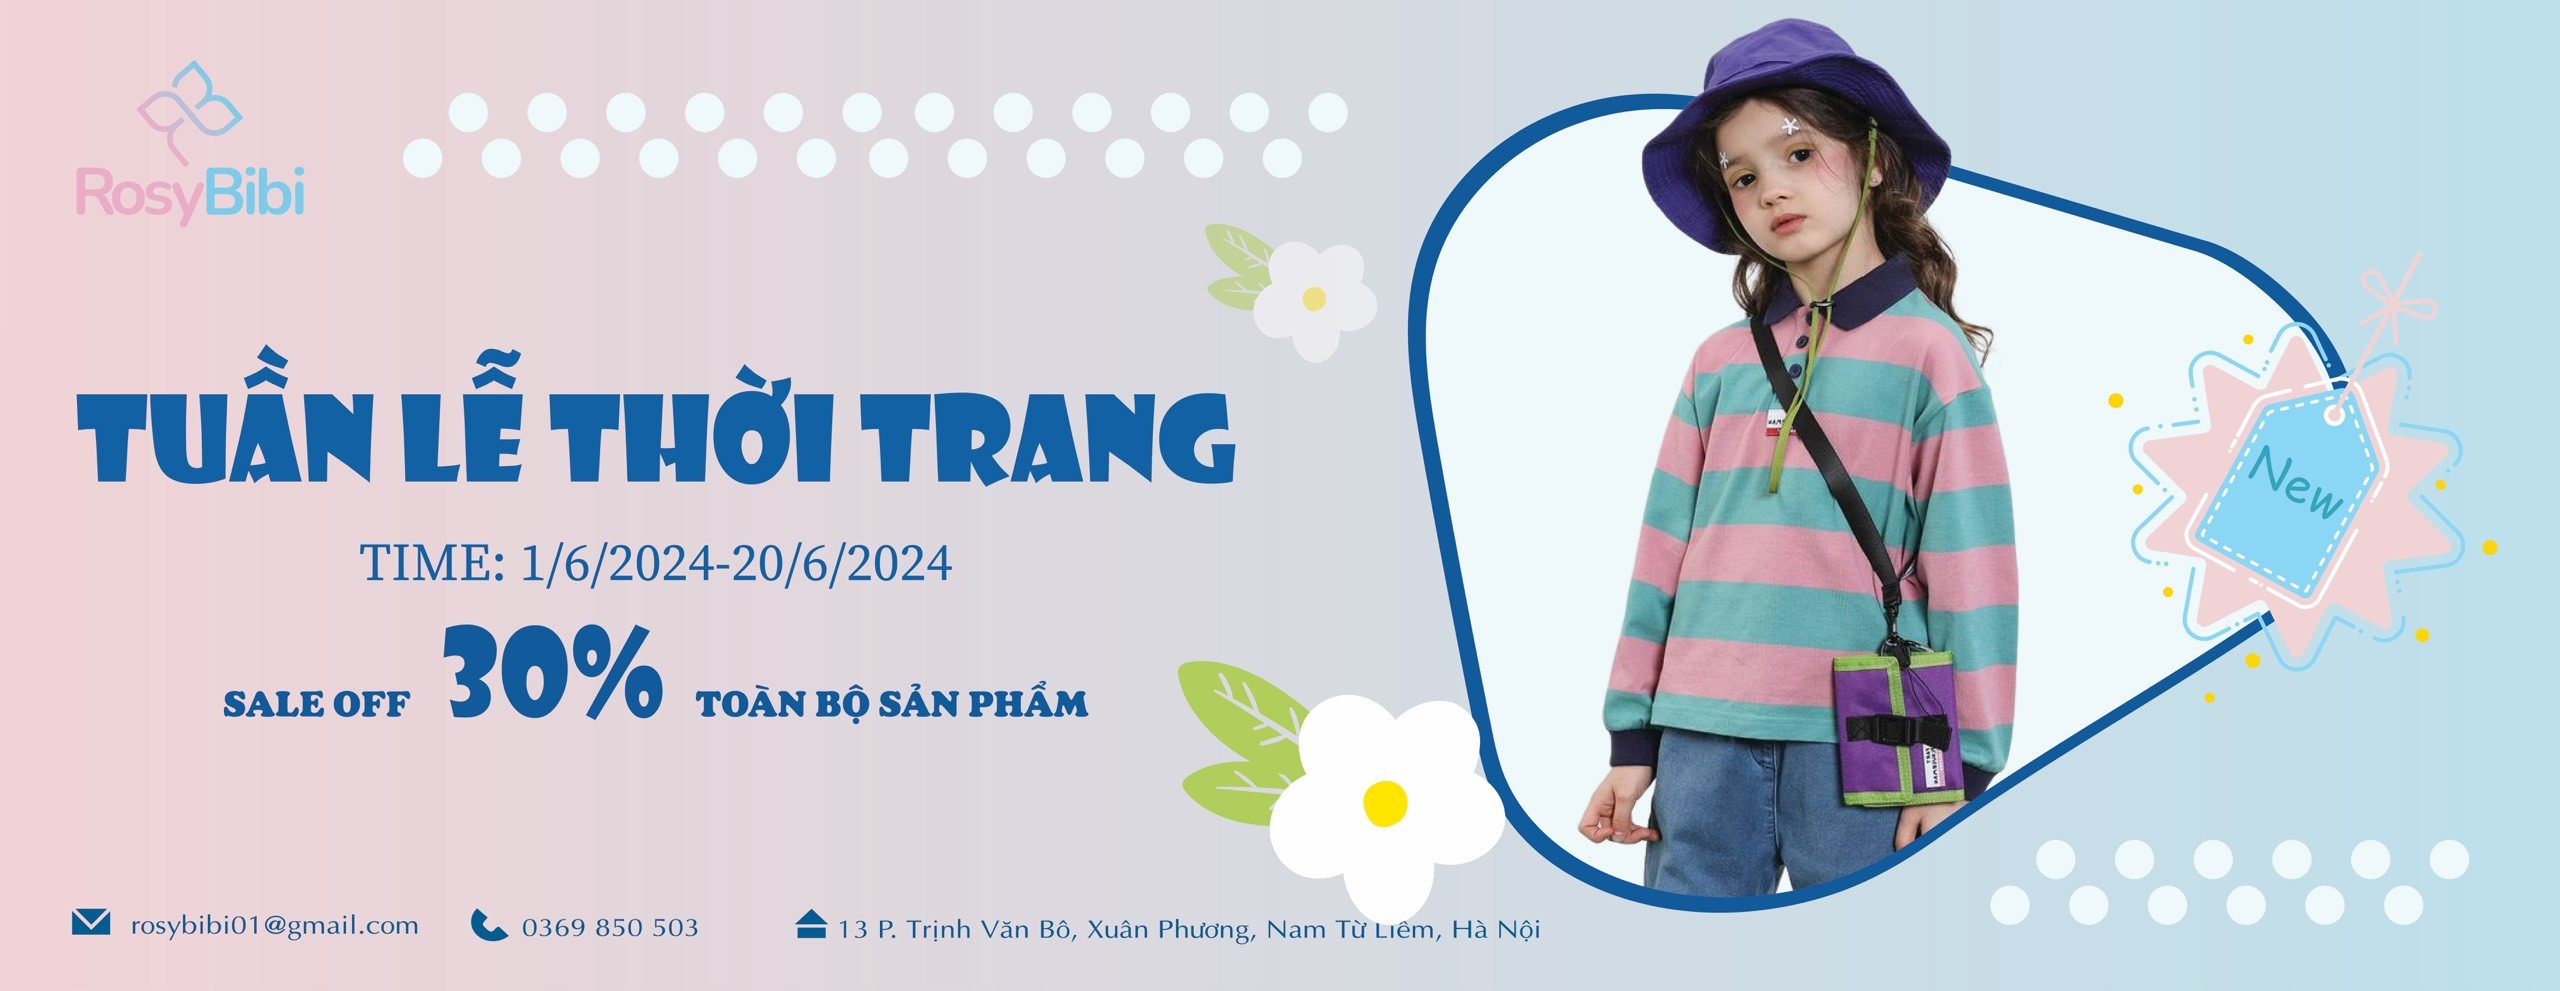 RosyBibi
TUẦN LỄ THỜI TRANG
TIME: 1/6/2024-20/6/2024
SALE OFF 30% TOÀN BỘ SẢN PHẨM
New
rosybibi01@gmail.com
0369 850 503
13 P. Trịnh Văn Bô, Xuân Phương, Nam Từ Liêm, Hà Nội